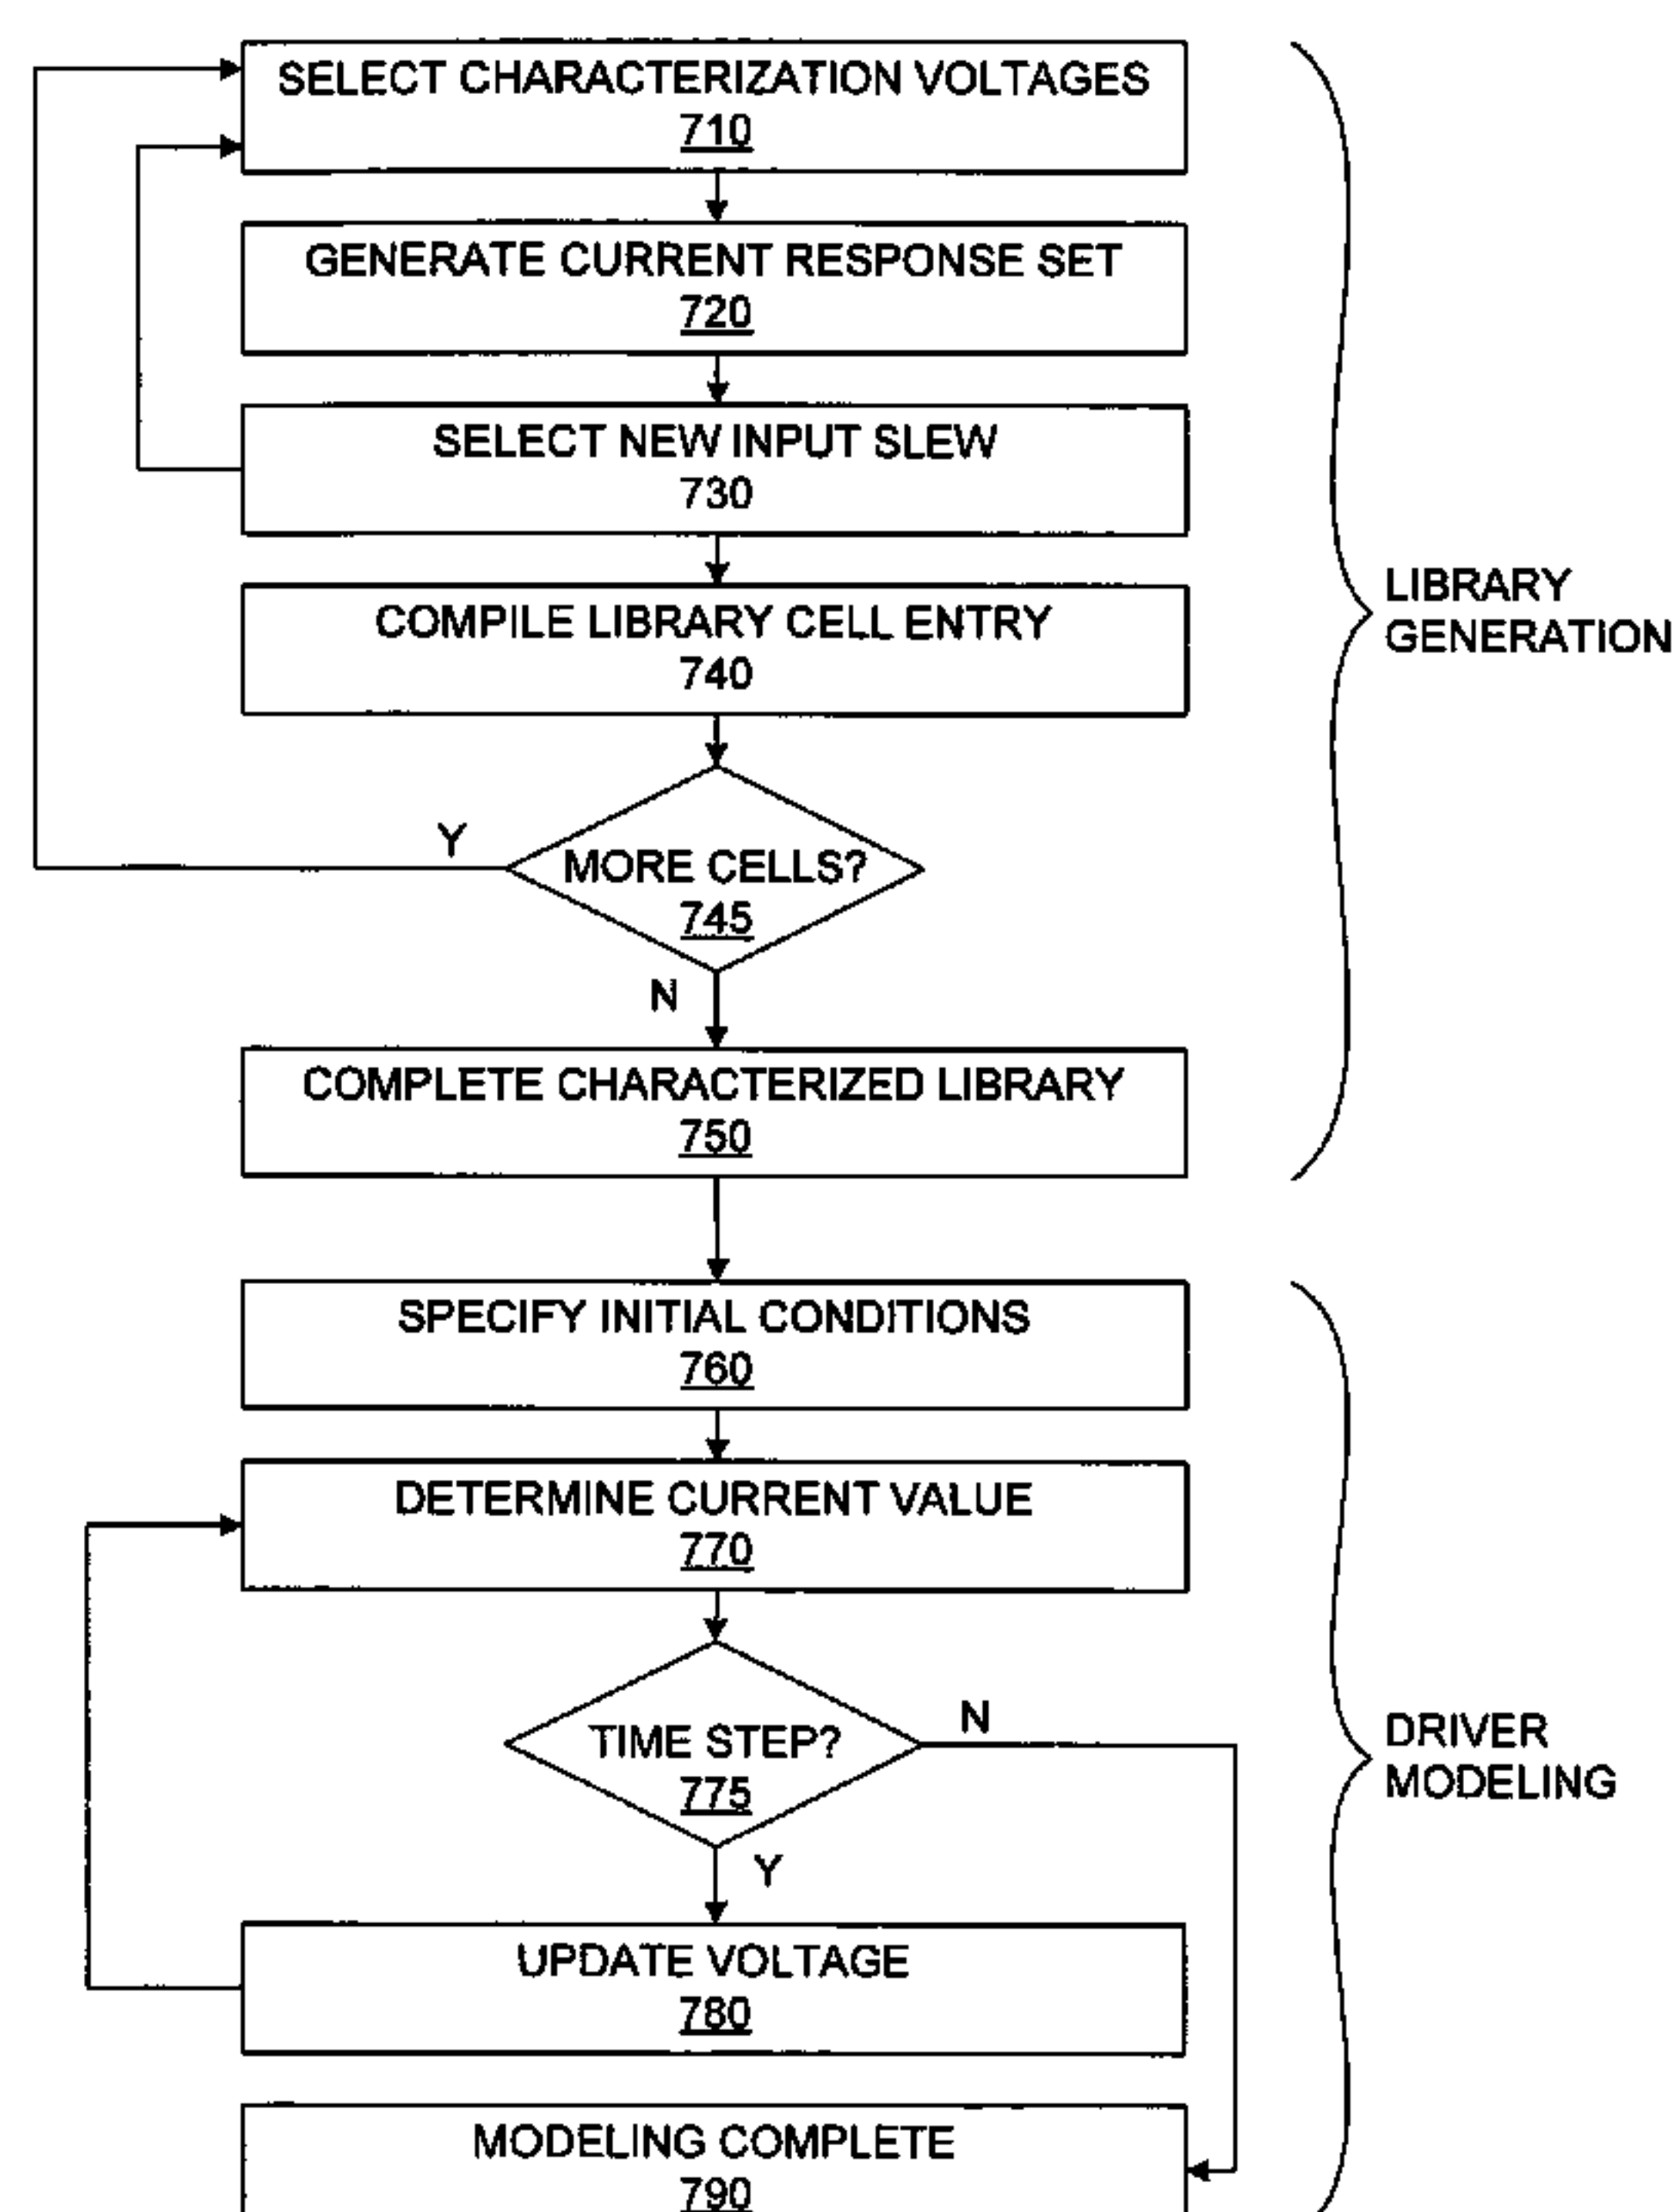 SELECT CHARACTERIZATION VOLTAGES
710
GENERATE CURRENT RESPONSE SET
720
SELECT NEW INPUT SLEW
730
COMPILE LIBRARY CELL ENTRY
740
Y
MORE CELLS?
745
N
COMPLETE CHARACTERIZED LIBRARY
750
LIBRARY
GENERATION
SPECIFY INITIAL CONDITIONS
760
DETERMINE CURRENT VALUE
770
TIME STEP?
775
N
Y
UPDATE VOLTAGE
780
MODELING COMPLETE
790
DRIVER
MODELING